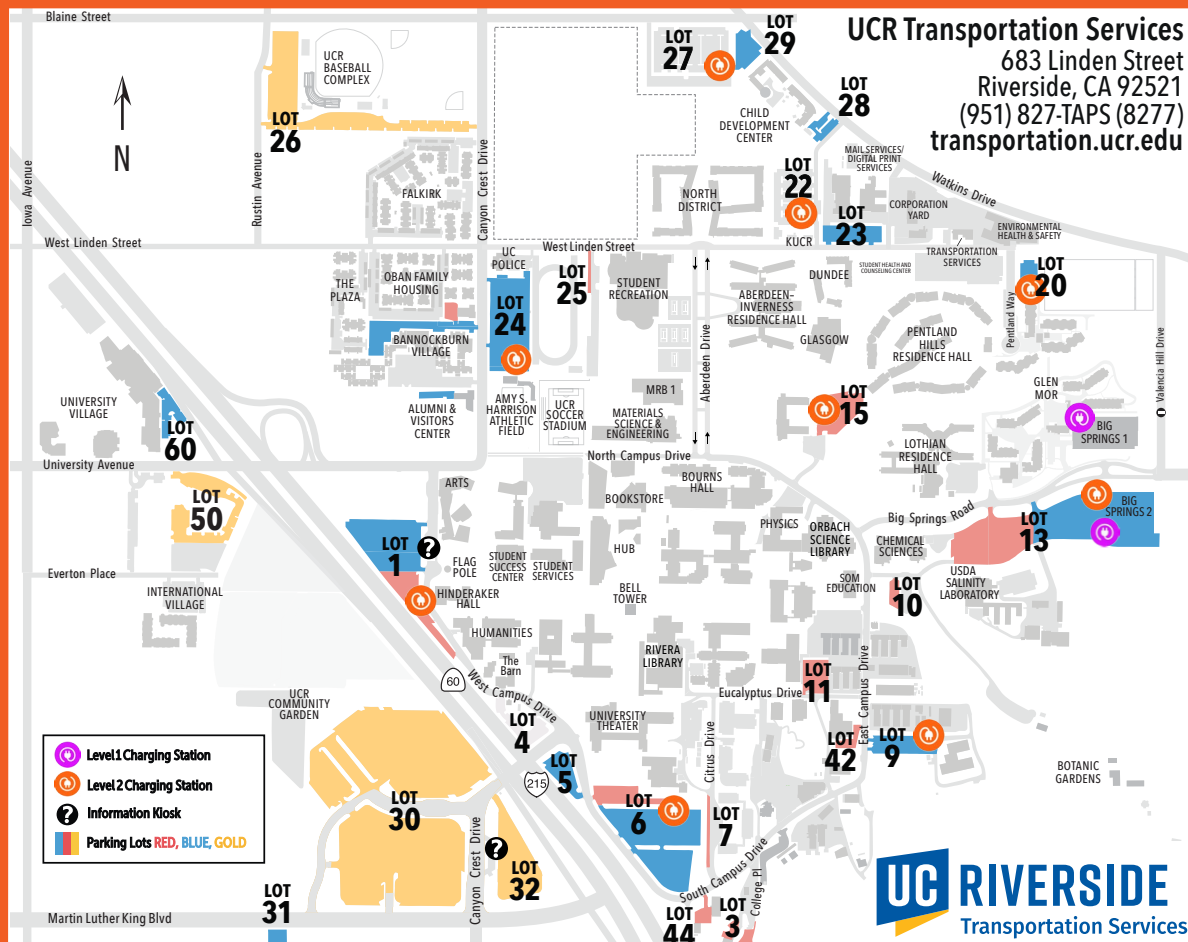 Blaine Street
UCR Transportation Services
683 Linden Street
Riverside, CA 92521
(951) 827-TAPS (8277)
transportation.ucr.edu
LOT
29
LOT
27
UCR
BASEBALL
COMPLEX
LOT
28
LOT
26
CHILD
DEVELOPMENT
CENTER
N
Iowa Avenue
Rustin Avenue
Canyon Crest Drive
MAIL SERVICES/
DIGITAL PRINT
SERVICES
Watkins Drive
FALKIRK
NORTH
DISTRICT
LOT
22
LOT
23
CORPORATION
YARD
ENVIRONMENTAL
HEALTH & SAFETY
West Linden Street
West Linden Street
KUCR
/
TRANSPORTATION
SERVICES
UC
POLICE
LOT
25
STUDENT
RECREATION
DUNDEE
STUDENT HEALTH AND
COUNSELING CENTER
LOT
20
THE
PLAZA
OBAN FAMILY
HOUSING
LOT
24
ABERDEEN-
INVERNESS
RESIDENCE HALL
Pentland Way
BANNOCKBURN
VILLAGE
GLASGOW
PENTLAND
HILLS
RESIDENCE HALL
Aberdeen Drive
Valencia Hill Drive
UNIVERSITY
VILLAGE
LOT
60
ALUMNI &
VISITORS
CENTER
AMY S.
HARRISON
ATHLETIC
FIELD
UCR
SOCCER
STADIUM
MRB 1
MATERIALS
SCIENCE &
ENGINEERING
LOT
15
GLEN
MOR
BIG
SPRINGS 1
LOTHIAN
RESIDENCE
HALL
University Avenue
North Campus Drive
ARTS
BOURNS
HALL
BOOKSTORE
LOT
50
BIG
SPRINGS 2
Big Springs Road
PHYSICS
ORBACH
SCIENCE
LIBRARY
LOT
13
CHEMICAL
SCIENCES
LOT
1
?
FLAG
POLE
STUDENT
SUCCESS
CENTER
STUDENT
SERVICES
HUB
Everton Place
SOM
EDUCATION
USDA
SALINITY
LABORATORY
LOT
10
INTERNATIONAL
VILLAGE
HINDERAKER
HALL
BELL
TOWER
HUMANITIES
RIVERA
LIBRARY
The
Barn
60
West Campus Drive
LOT
11
Eucalyptus Drive
East Campus Drive
UCR
COMMUNITY
GARDEN
LOT
4
UNIVERSITY
THEATER
LOT
42
LOT
9
Citrus Drive
LOT
5
215
BOTANIC
GARDENS
Level 1 Charging Station
Level 2 Charging Station
? Information Kiosk
Parking Lots RED, BLUE, GOLD
LOT
30
LOT
6
LOT
7
Canyon Crest Drive
?
LOT
32
South Campus Drive
College Pl
LOT
31
Martin Luther King Blvd
LOT
44
LOT
3
UC RIVERSIDE
Transportation Services